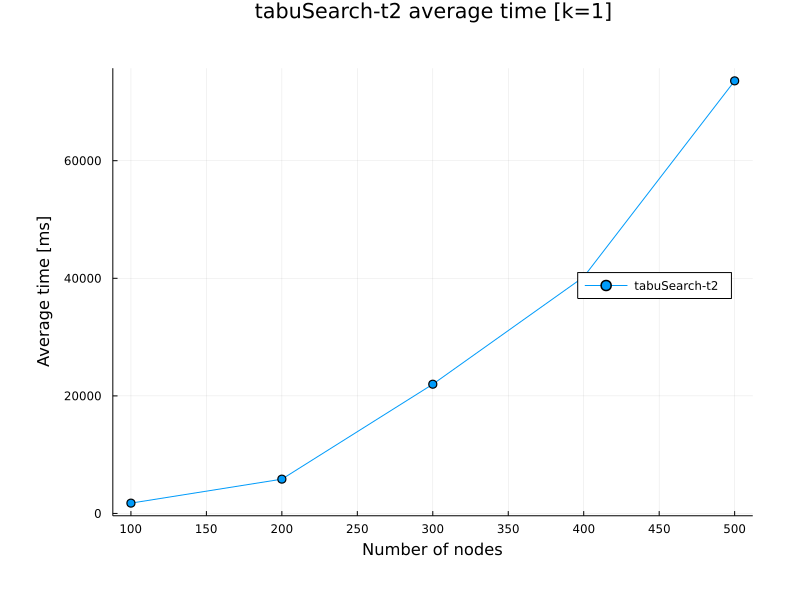 tabuSearch-t2 average time [k=1]
Average time [ms]
60000
40000
20000
0
tabuSearch-t2
100 150 200 250 300 350 400 450 500
Number of nodes